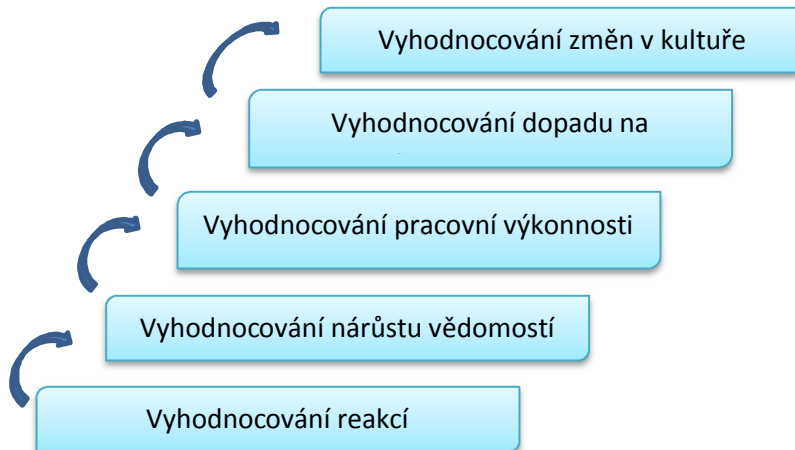 Vyhodnocování změn v kultuře
Vyhodnocování dopadu na
Vyhodnocování pracovní výkonnosti
Vyhodnocování nárůstu vědomostí
Vyhodnocování reakcí